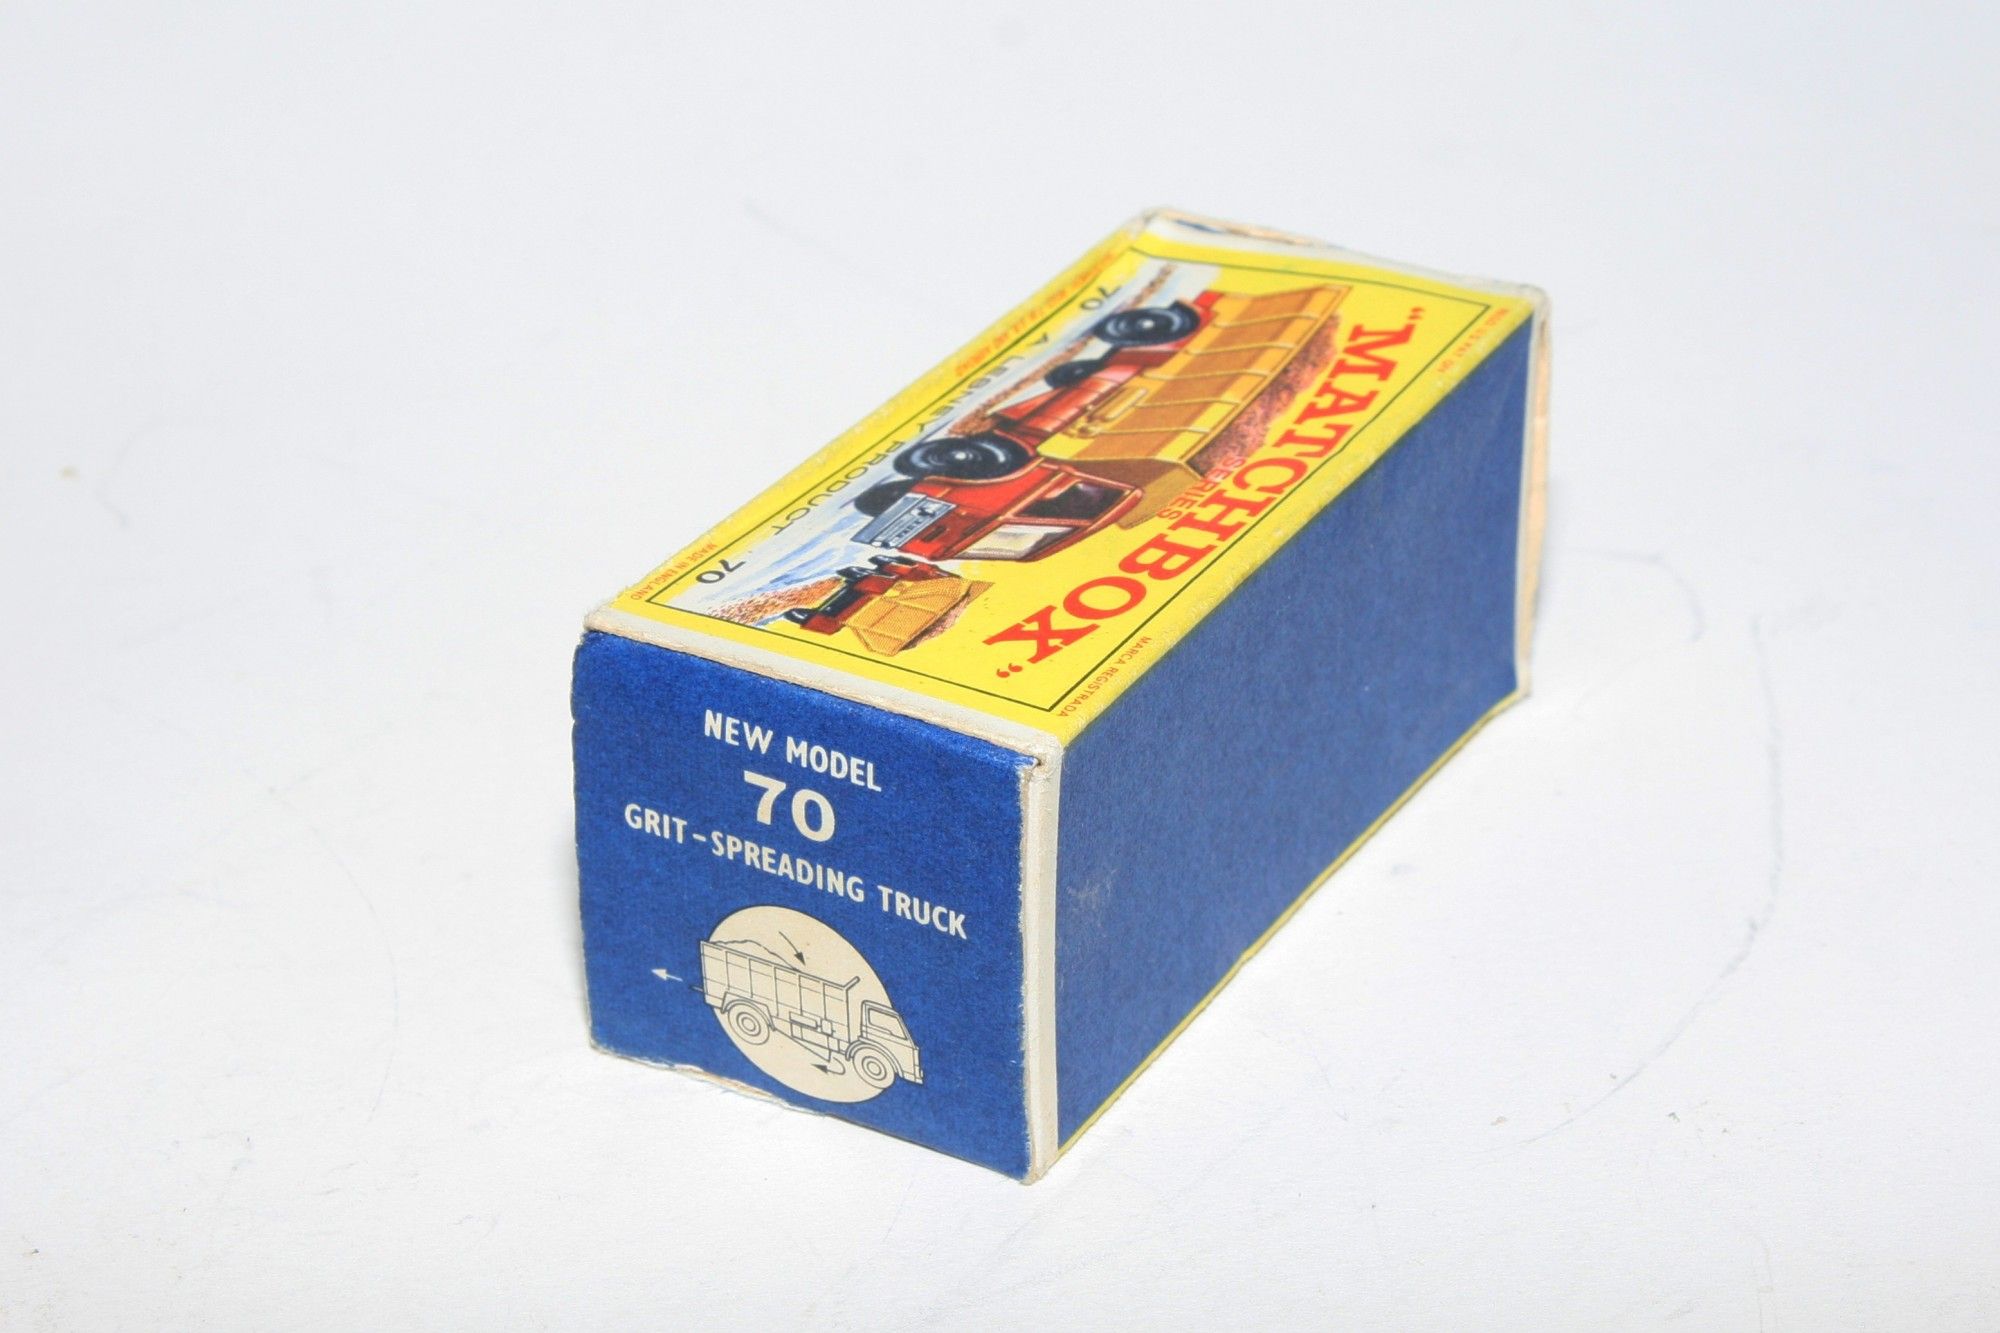 "MATCHBOX"
SERIES
70 A LESNEY PRODUCT 70
MADE IN ENGLAND
MARCA REGISTRADA
NEW MODEL
70
GRIT-SPREADING TRUCK